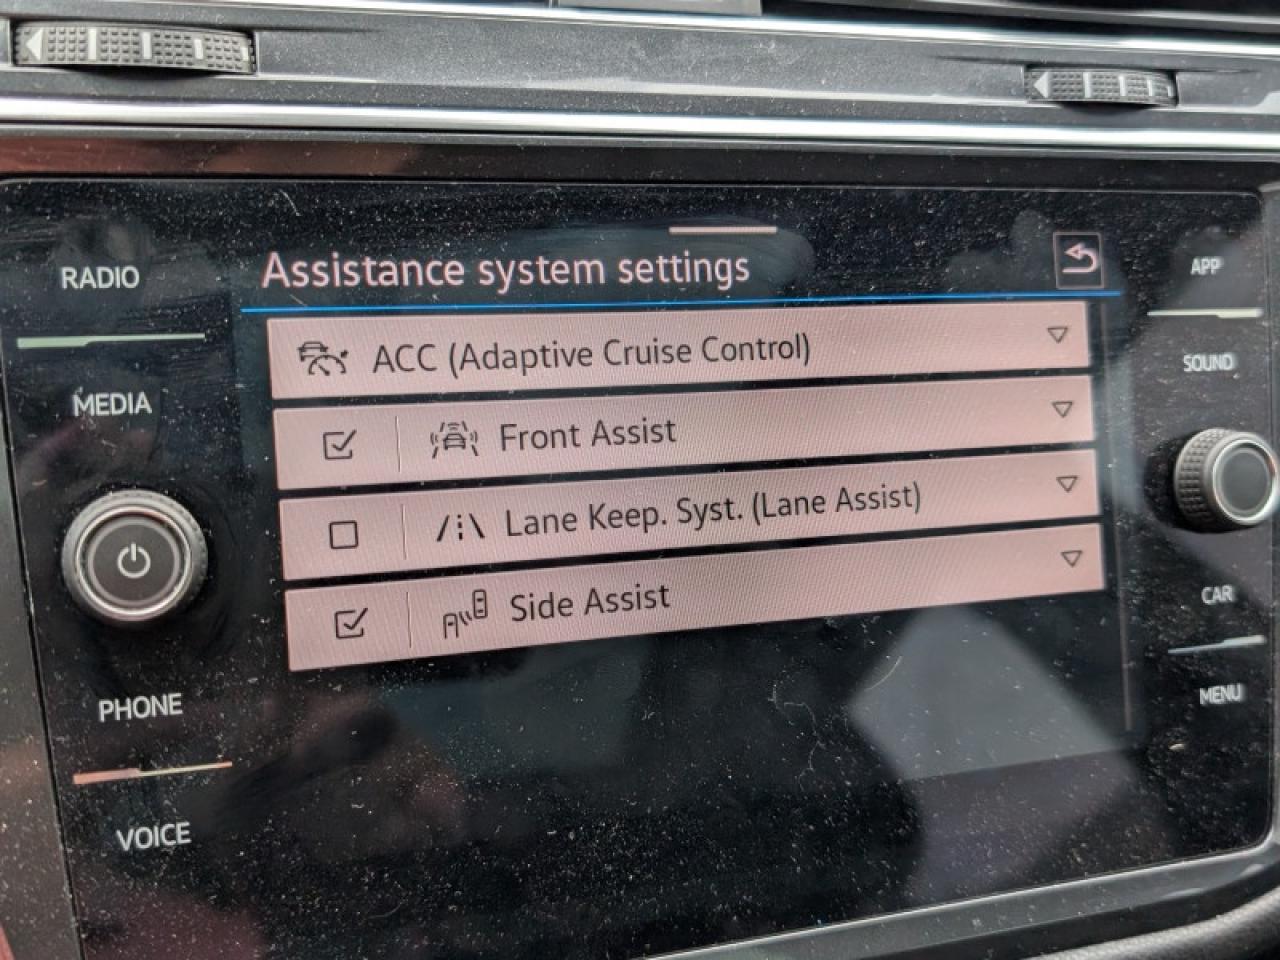 RADIO
MEDIA
PHONE
VOICE
Assistance system settings
ACC (Adaptive Cruise Control)
Front Assist
Lane Keep. Syst. (Lane Assist)
Side Assist
APP
SOUND
CAR
MENU